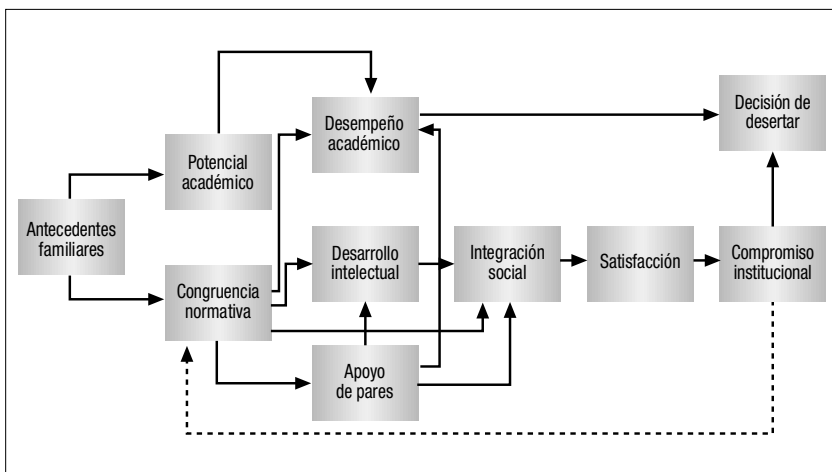 Antecedentes
familiares
Potencial
académico
Congruencia
normativa
Desempeño
académico
Desarrollo
intelectual
Apoyo
de pares
Integración
social
Satisfacción
Compromiso
institucional
Decisión de
desertar